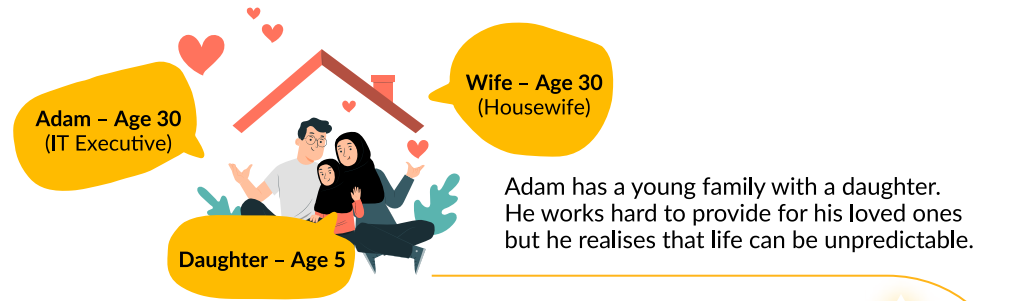 Adam – Age 30
(IT Executive)
Wife – Age 30
(Housewife)
Daughter – Age 5
Adam has a young family with a daughter.
He works hard to provide for his loved ones
but he realises that life can be unpredictable.